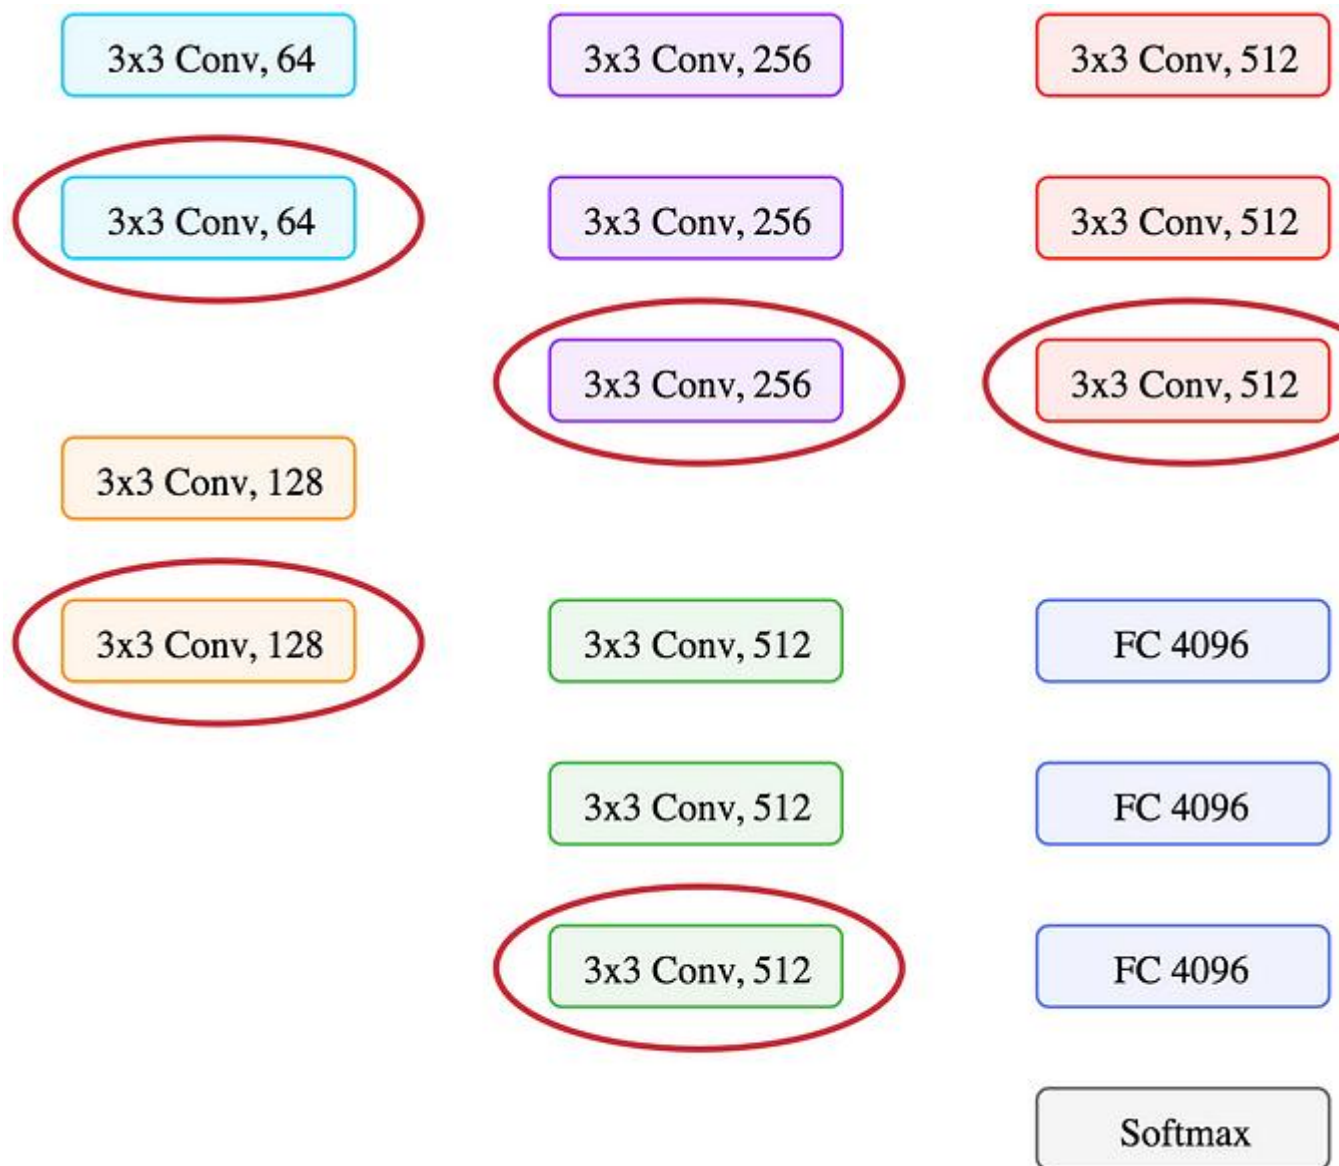 3x3 Conv, 64
3x3 Conv, 64
3x3 Conv, 128
3x3 Conv, 128
3x3 Conv, 256
3x3 Conv, 256
3x3 Conv, 256
3x3 Conv, 512
3x3 Conv, 512
3x3 Conv, 512
3x3 Conv, 512
3x3 Conv, 512
3x3 Conv, 512
FC 4096
FC 4096
FC 4096
Softmax